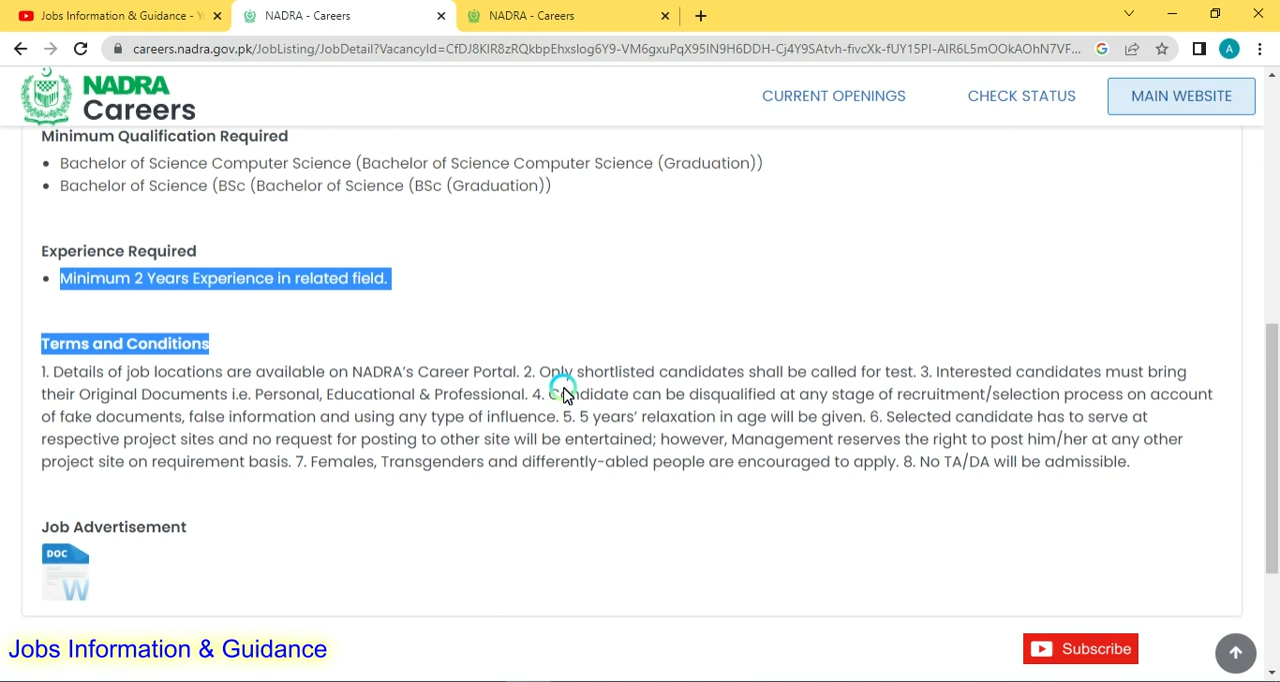 Jobs Information & Guidance - Y
NADRA - Careers
NADRA - Careers
careers.nadra.gov.pk/JobListing/JobDetail?VacancyId=CfDJ8KIR8zRQkbpEhxslog6Y9-VM6gxuPqX95IN9H6DDH-Cj4Y9SAtvh-fivcXk-fUY15PI-AIR6L5mOOkAOhN7VF...
A
NADRA
Careers
CURRENT OPENINGS
CHECK STATUS
MAIN WEBSITE
Minimum Qualification Required
• Bachelor of Science Computer Science (Bachelor of Science Computer Science (Graduation))
• Bachelor of Science (BSc (Bachelor of Science (BSc (Graduation))
Experience Required
• Minimum 2 Years Experience in related field.
Terms and Conditions
1. Details of job locations are available on NADRA's Career Portal. 2. Only shortlisted candidates shall be called for test. 3. Interested candidates must bring
their Original Documents i.e. Personal, Educational & Professional. 4. Candidate can be disqualified at any stage of recruitment/selection process on account
of fake documents, false information and using any type of influence. 5. 5 years' relaxation in age will be given. 6. Selected candidate has to serve at
respective project sites and no request for posting to other site will be entertained; however, Management reserves the right to post him/her at any other
project site on requirement basis. 7. Females, Transgenders and differently-abled people are encouraged to apply. 8. No TA/DA will be admissible.
Job Advertisement
DOC
W
Jobs Information & Guidance
Subscribe